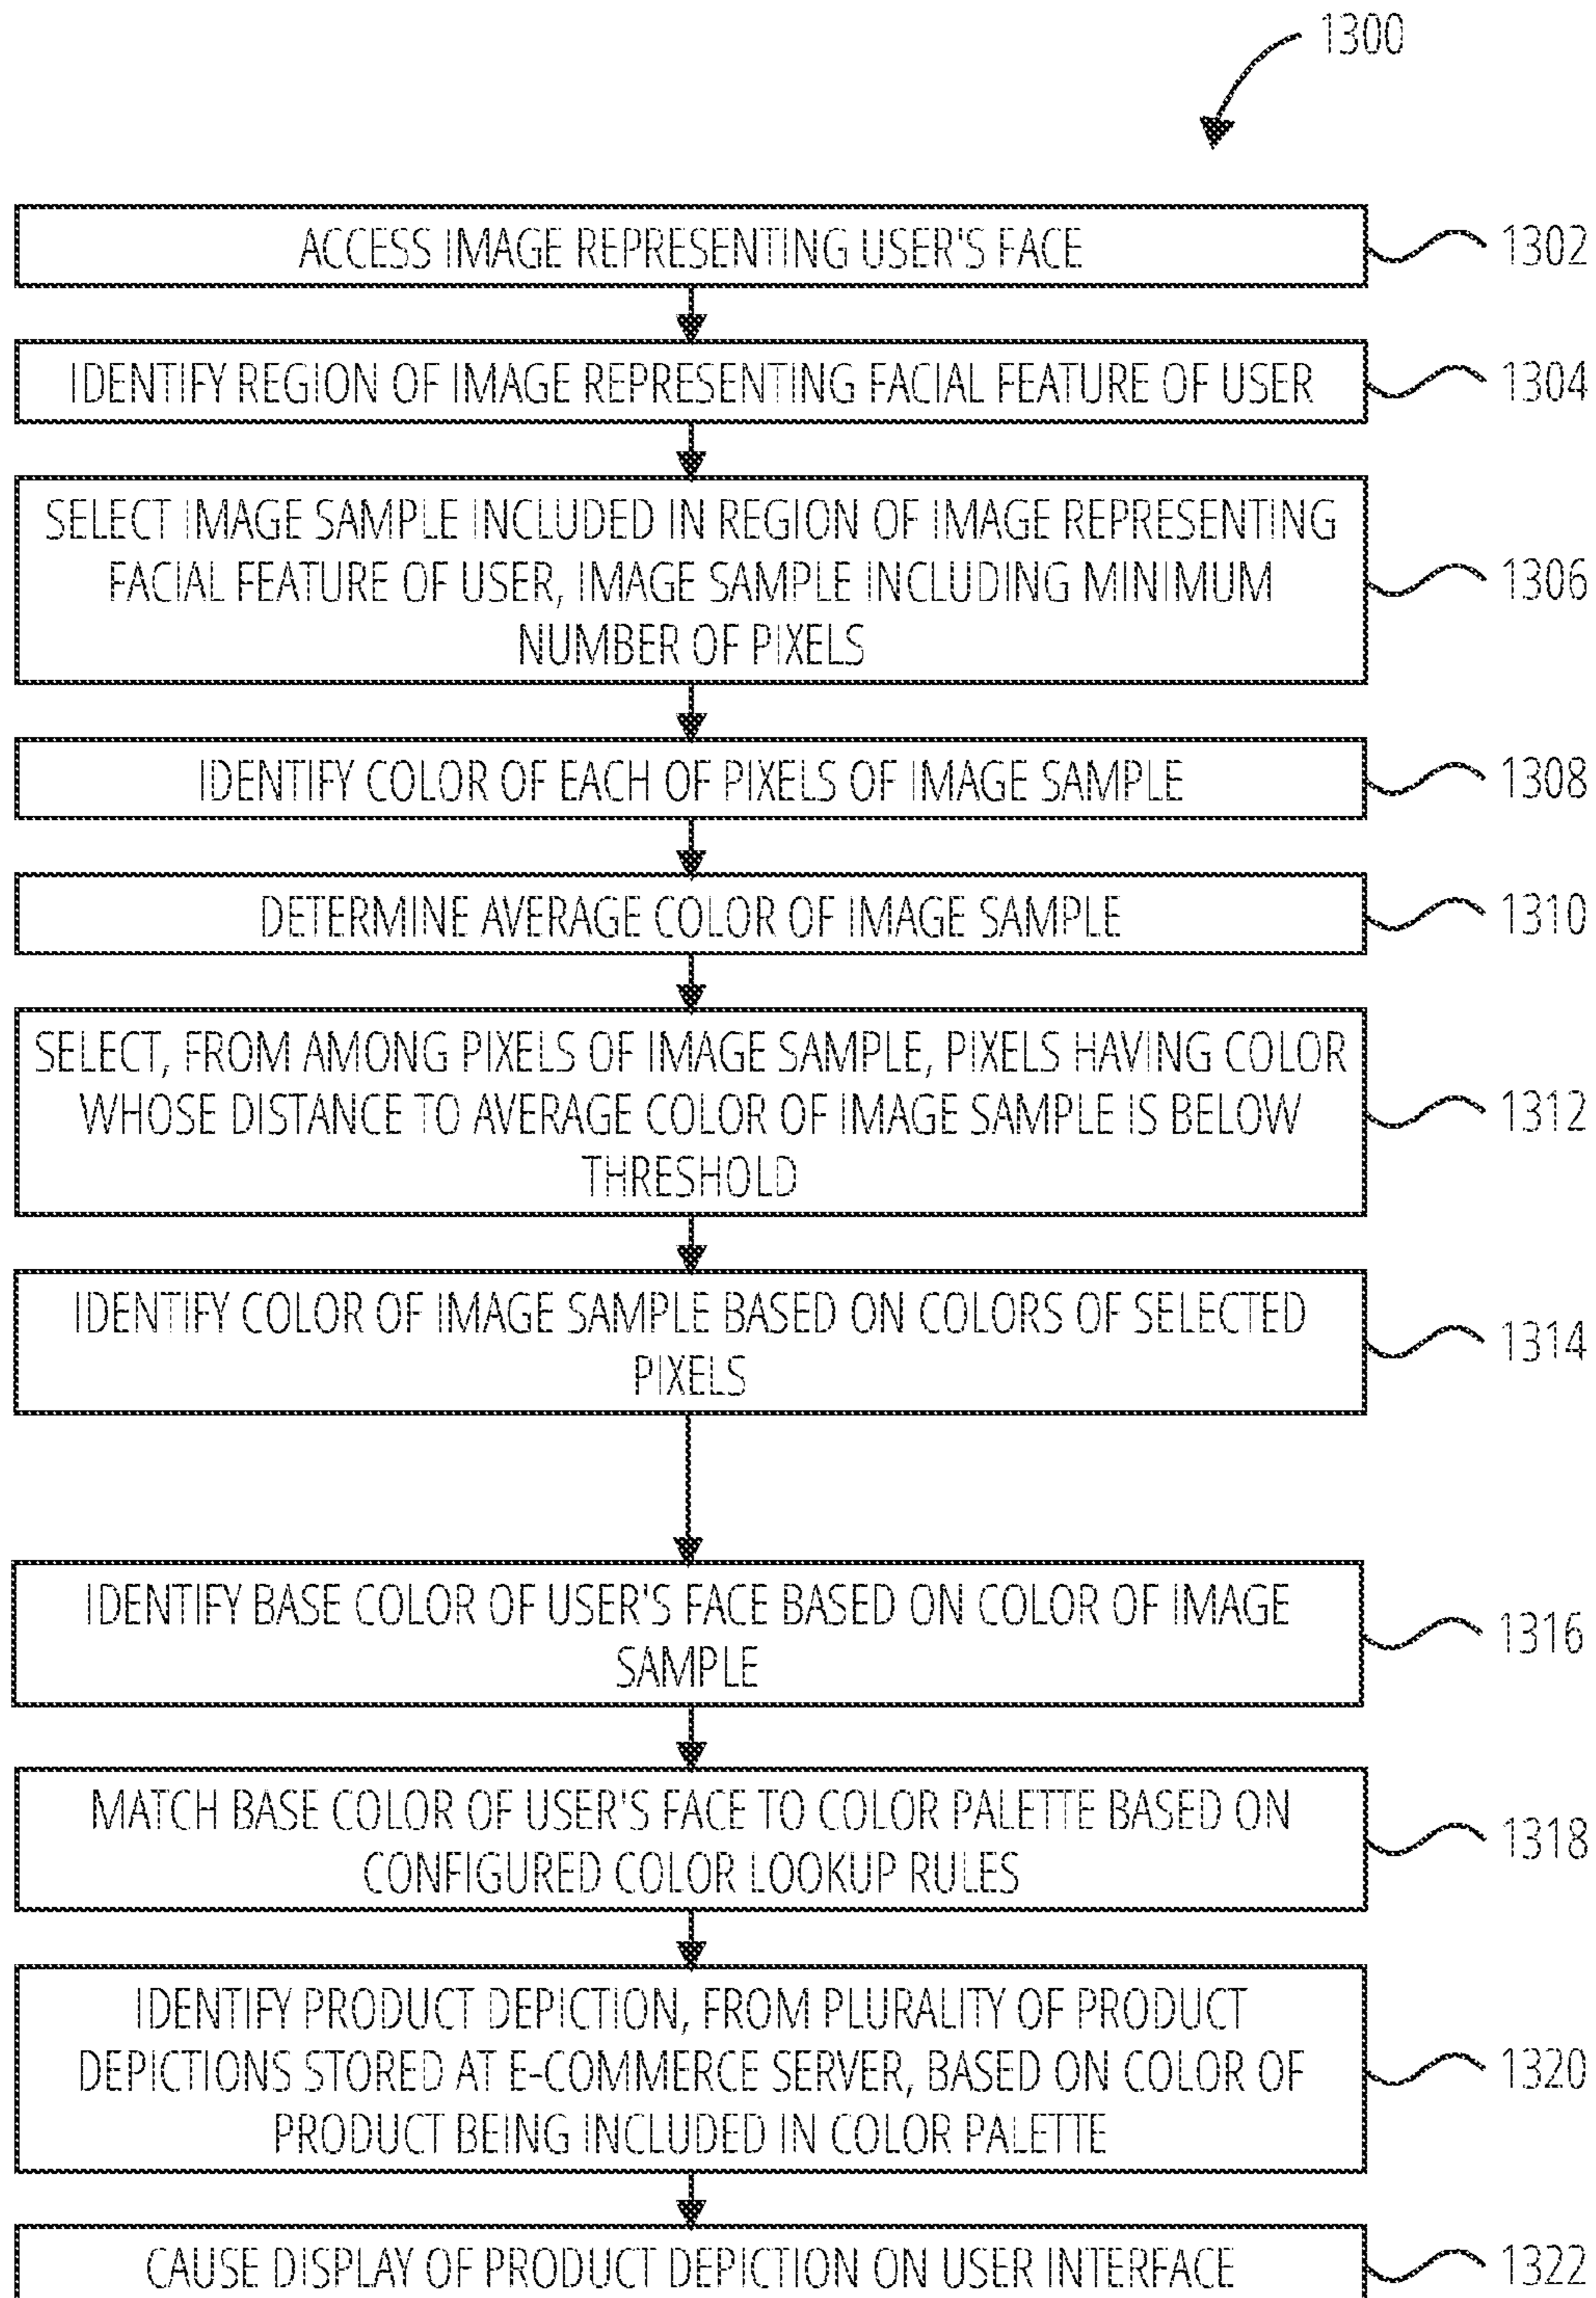 1300
ACCESS IMAGE REPRESENTING USER'S FACE
1302
IDENTIFY REGION OF IMAGE REPRESENTING FACIAL FEATURE OF USER
1304
SELECT IMAGE SAMPLE INCLUDED IN REGION OF IMAGE REPRESENTING
FACIAL FEATURE OF USER, IMAGE SAMPLE INCLUDING MINIMUM
NUMBER OF PIXELS
1306
IDENTIFY COLOR OF EACH OF PIXELS OF IMAGE SAMPLE
1308
DETERMINE AVERAGE COLOR OF IMAGE SAMPLE
1310
SELECT, FROM AMONG PIXELS OF IMAGE SAMPLE, PIXELS HAVING COLOR
WHOSE DISTANCE TO AVERAGE COLOR OF IMAGE SAMPLE IS BELOW
THRESHOLD
1312
IDENTIFY COLOR OF IMAGE SAMPLE BASED ON COLORS OF SELECTED
PIXELS
1314
IDENTIFY BASE COLOR OF USER'S FACE BASED ON COLOR OF IMAGE
SAMPLE
1316
MATCH BASE COLOR OF USER'S FACE TO COLOR PALETTE BASED ON
CONFIGURED COLOR LOOKUP RULES
1318
IDENTIFY PRODUCT DEPICTION, FROM PLURALITY OF PRODUCT
DEPICTIONS STORED AT E-COMMERCE SERVER, BASED ON COLOR OF
PRODUCT BEING INCLUDED IN COLOR PALETTE
1320
CAUSE DISPLAY OF PRODUCT DEPICTION ON USER INTERFACE
1322